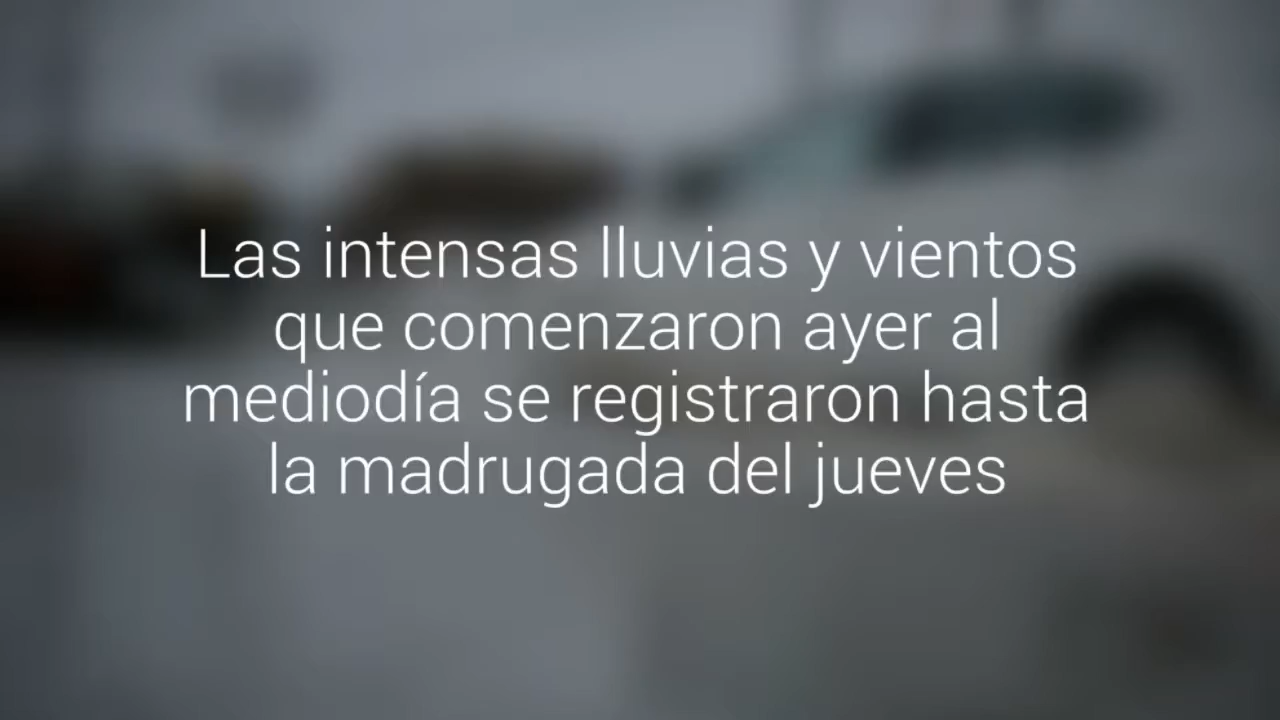 Las intensas lluvias y vientos
que comenzaron ayer al
mediodía se registraron hasta
la madrugada del jueves